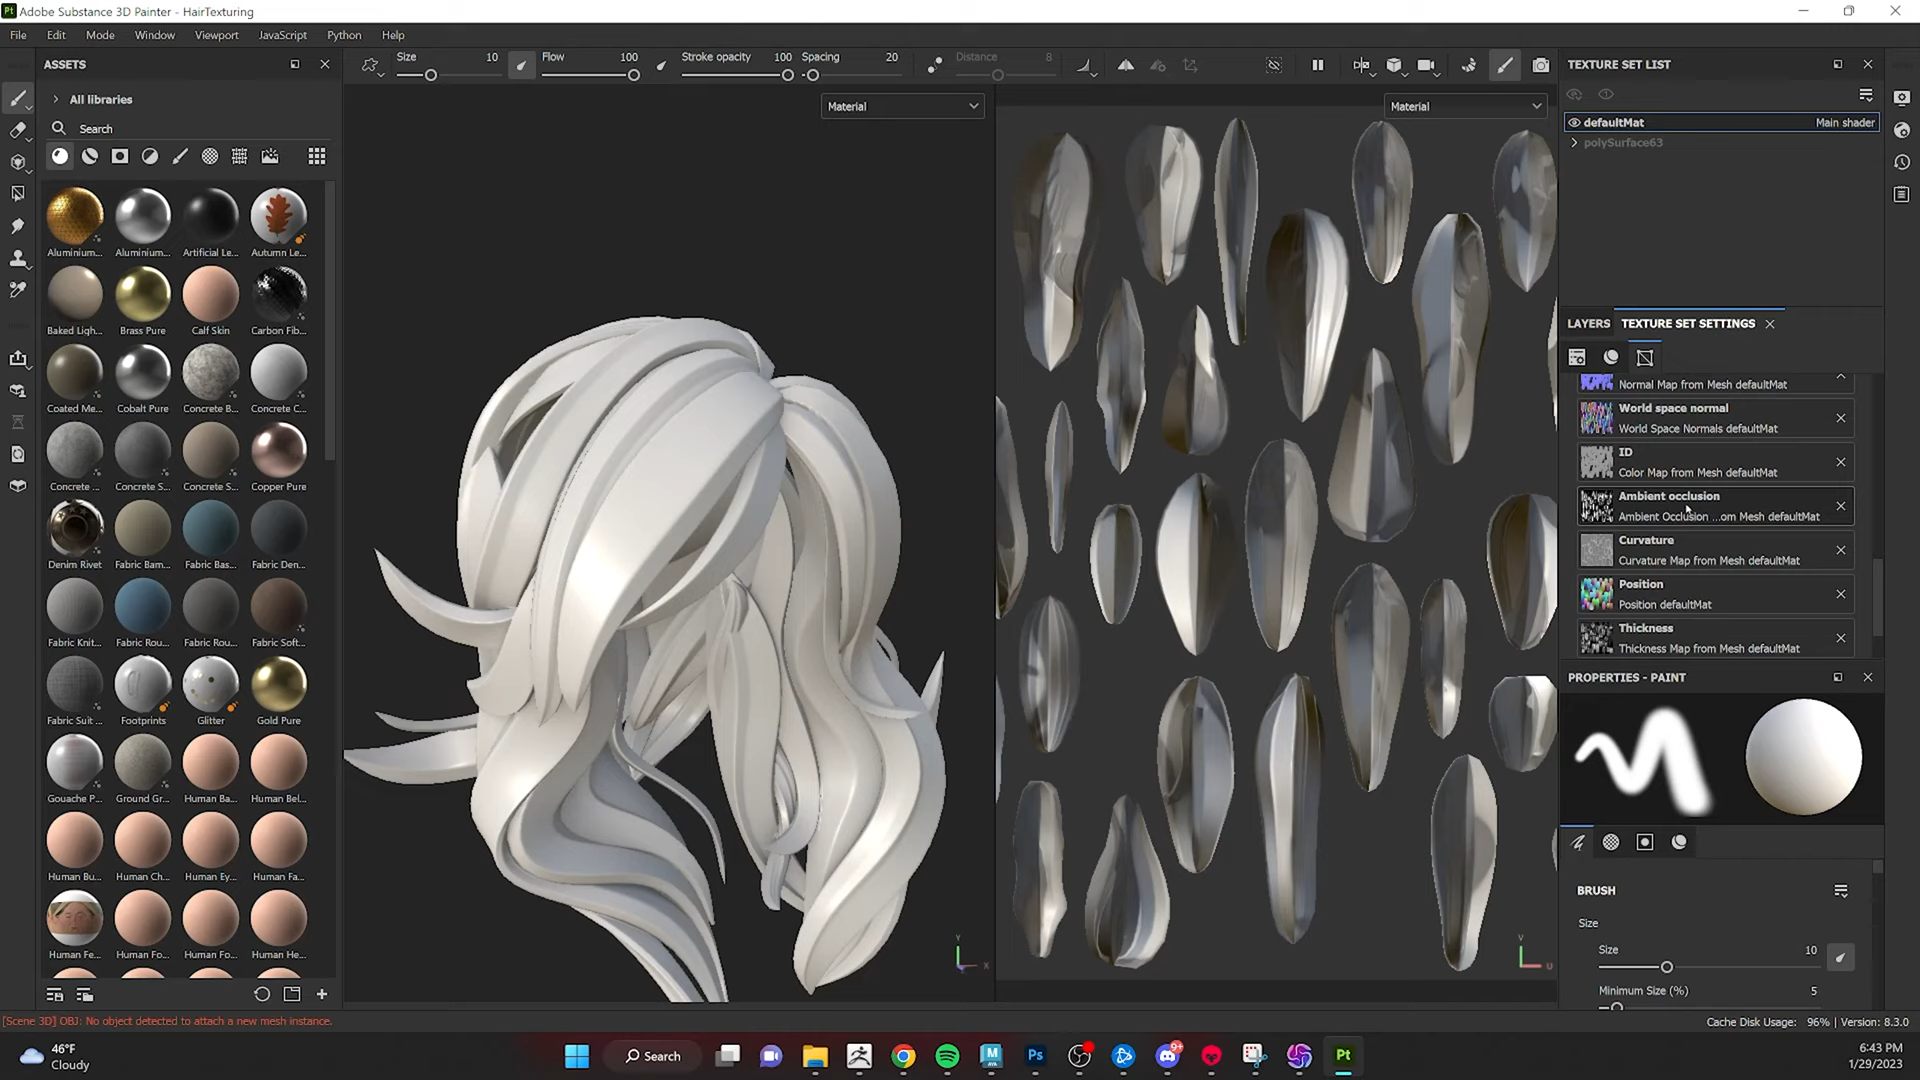 Pt Adobe Substance 3D Painter - HairTexturing
File Edit Mode Window Viewport JavaScript Python Help
ASSETS
Size 10 Flow 100 Stroke opacity 100 Spacing 20 Distance 8
All libraries
Search
Aluminium... Aluminium... Artificial Le... Autumn Le...
Baked Ligh... Brass Pure Calf Skin Carbon Fib...
Coated Me... Cobalt Pure Concrete B... Concrete C...
Concrete ... Concrete S... Concrete S... Copper Pure
Denim Rivet Fabric Bam... Fabric Bas... Fabric Den...
Fabric Knit... Fabric Rou... Fabric Rou... Fabric Soft...
Fabric Suit ... Footprints Glitter Gold Pure
Gouache P... Ground Gr... Human Ba... Human Bel...
Human Bu... Human Ch... Human Ey... Human Fa...
Human Fe... Human Fo... Human Fo... Human He...
Material
Y
X
Material
V
U
TEXTURE SET LIST
defaultMat Main shader
polySurface63
LAYERS TEXTURE SET SETTINGS
Normal Map from Mesh defaultMat
World space normal
World Space Normals defaultMat
ID
Color Map from Mesh defaultMat
Ambient occlusion
Ambient Occlusion ...om Mesh defaultMat
Curvature
Curvature Map from Mesh defaultMat
Position
Position defaultMat
Thickness
Thickness Map from Mesh defaultMat
PROPERTIES - PAINT
BRUSH
Size
Size 10
Minimum Size (%) 5
[Scene 3D] OBJ: No object detected to attach a new mesh instance.
Cache Disk Usage: 96% | Version: 8.3.0
46°F
Cloudy
Search
M
Ps
9+
Pt
6:43 PM
1/29/2023